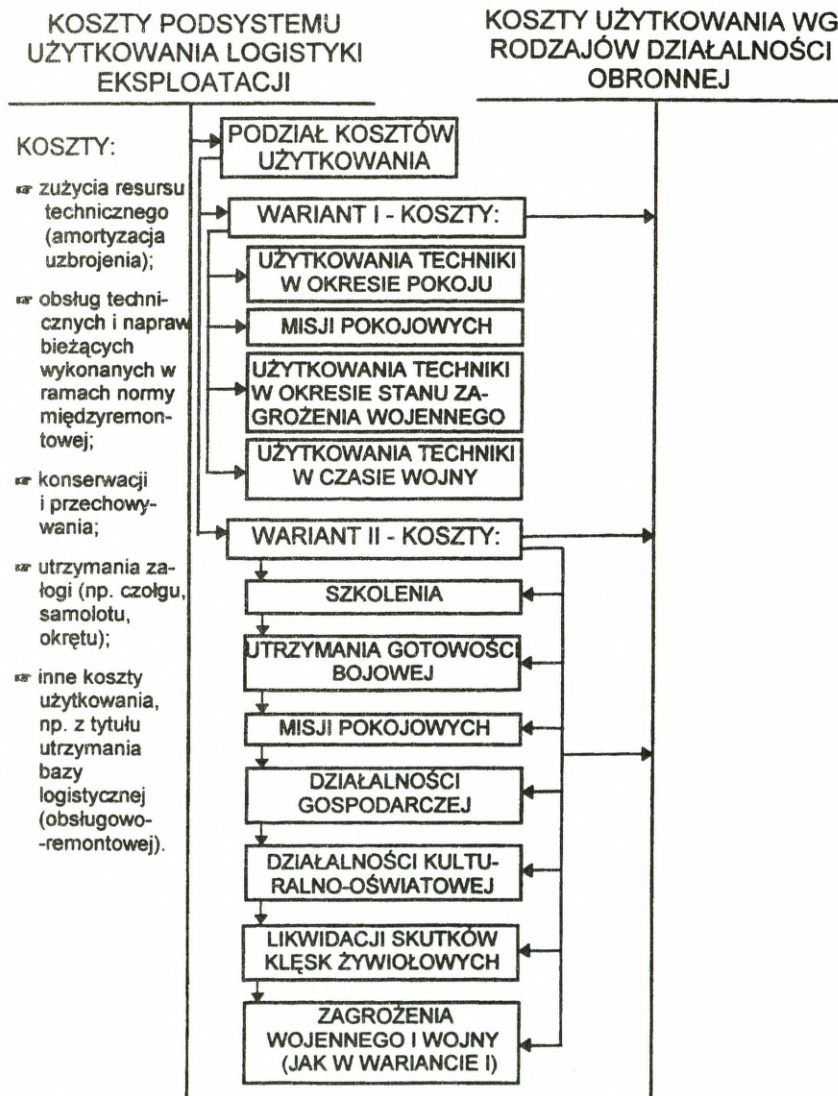 KOSZTY PODSYSTEMU
UŻYTKOWANIA LOGISTYKI
EKSPLOATACJI
KOSZTY UŻYTKOWANIA WG
RODZAJÓW DZIAŁALNOŚCI
OBRONNEJ
KOSZTY:
☞ zużycia resursu
technicznego
(amortyzacja
uzbrojenia);
☞ obsług techni-
cznych i napraw
bieżących
wykonanych w
ramach normy
międzyremon-
towej;
☞ konserwacji
i przechowy-
wania;
☞ utrzymania za-
łogi (np. czołgu,
samolotu,
okrętu);
☞ inne koszty
użytkowania,
np. z tytułu
utrzymania
bazy
logistycznej
(obsługowo-
-remontowej).
PODZIAŁ KOSZTÓW
UŻYTKOWANIA
WARIANT I - KOSZTY:
UŻYTKOWANIA TECHNIKI
W OKRESIE POKOJU
MISJI POKOJOWYCH
UŻYTKOWANIA TECHNIKI
W OKRESIE STANU ZA-
GROŻENIA WOJENNEGO
UŻYTKOWANIA TECHNIKI
W CZASIE WOJNY
WARIANT II - KOSZTY:
SZKOLENIA
UTRZYMANIA GOTOWOŚCI
BOJOWEJ
MISJI POKOJOWYCH
DZIAŁALNOŚCI
GOSPODARCZEJ
DZIAŁALNOŚCI KULTU-
RALNO-OŚWIATOWEJ
LIKWIDACJI SKUTKÓW
KLĘSK ŻYWIOŁOWYCH
ZAGROŻENIA
WOJENNEGO I WOJNY
(JAK W WARIANCIE I)